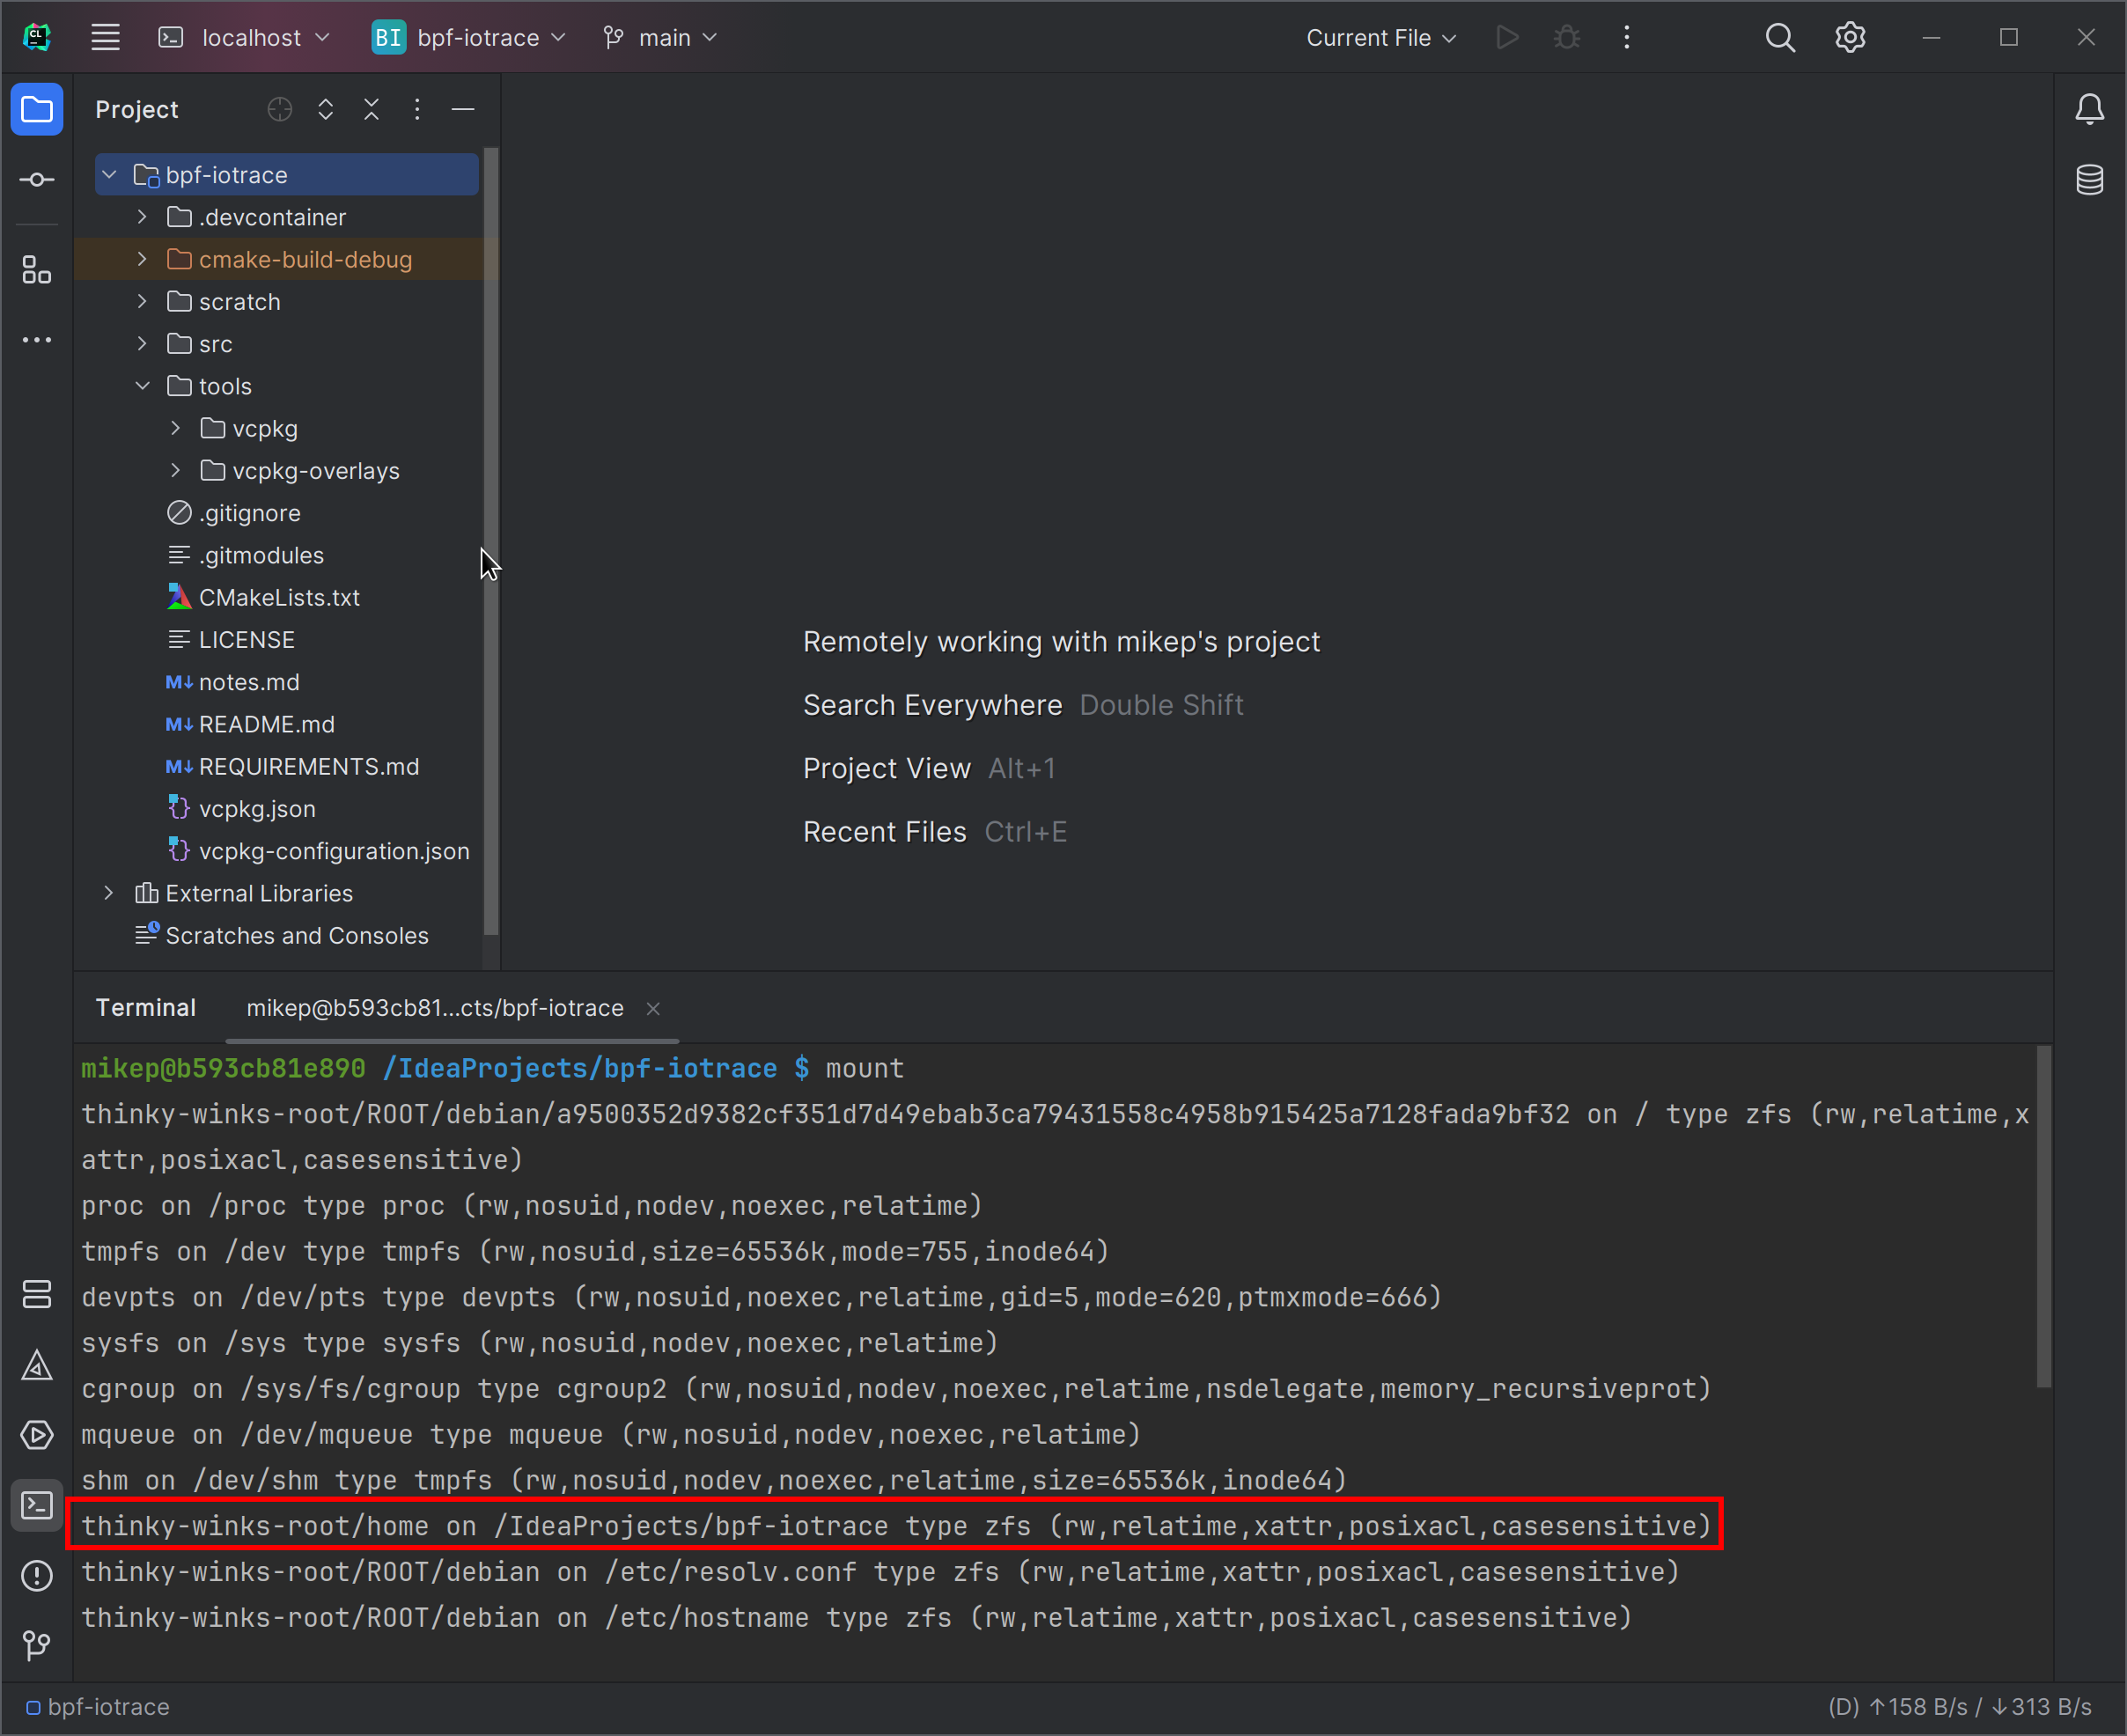 CL
localhost
BI bpf-iotrace
main
Current File
Project
bpf-iotrace
.devcontainer
cmake-build-debug
scratch
src
tools
vcpkg
vcpkg-overlays
.gitignore
.gitmodules
CMakeLists.txt
LICENSE
M↓ notes.md
M↓ README.md
M↓ REQUIREMENTS.md
vcpkg.json
vcpkg-configuration.json
External Libraries
Scratches and Consoles
Remotely working with mikep's project
Search Everywhere Double Shift
Project View Alt+1
Recent Files Ctrl+E
Terminal
mikep@b593cb81...cts/bpf-iotrace
mikep@b593cb81e890 /IdeaProjects/bpf-iotrace $ mount
thinky-winks-root/ROOT/debian/a9500352d9382cf351d7d49ebab3ca79431558c4958b915425a7128fada9bf32 on / type zfs (rw,relatime,x
attr,posixacl,casesensitive)
proc on /proc type proc (rw,nosuid,nodev,noexec,relatime)
tmpfs on /dev type tmpfs (rw,nosuid,size=65536k,mode=755,inode64)
devpts on /dev/pts type devpts (rw,nosuid,noexec,relatime,gid=5,mode=620,ptmxmode=666)
sysfs on /sys type sysfs (rw,nosuid,nodev,noexec,relatime)
cgroup on /sys/fs/cgroup type cgroup2 (rw,nosuid,nodev,noexec,relatime,nsdelegate,memory_recursiveprot)
mqueue on /dev/mqueue type mqueue (rw,nosuid,nodev,noexec,relatime)
shm on /dev/shm type tmpfs (rw,nosuid,nodev,noexec,relatime,size=65536k,inode64)
thinky-winks-root/home on /IdeaProjects/bpf-iotrace type zfs (rw,relatime,xattr,posixacl,casesensitive)
thinky-winks-root/ROOT/debian on /etc/resolv.conf type zfs (rw,relatime,xattr,posixacl,casesensitive)
thinky-winks-root/ROOT/debian on /etc/hostname type zfs (rw,relatime,xattr,posixacl,casesensitive)
bpf-iotrace
(D) ↑158 B/s / ↓313 B/s